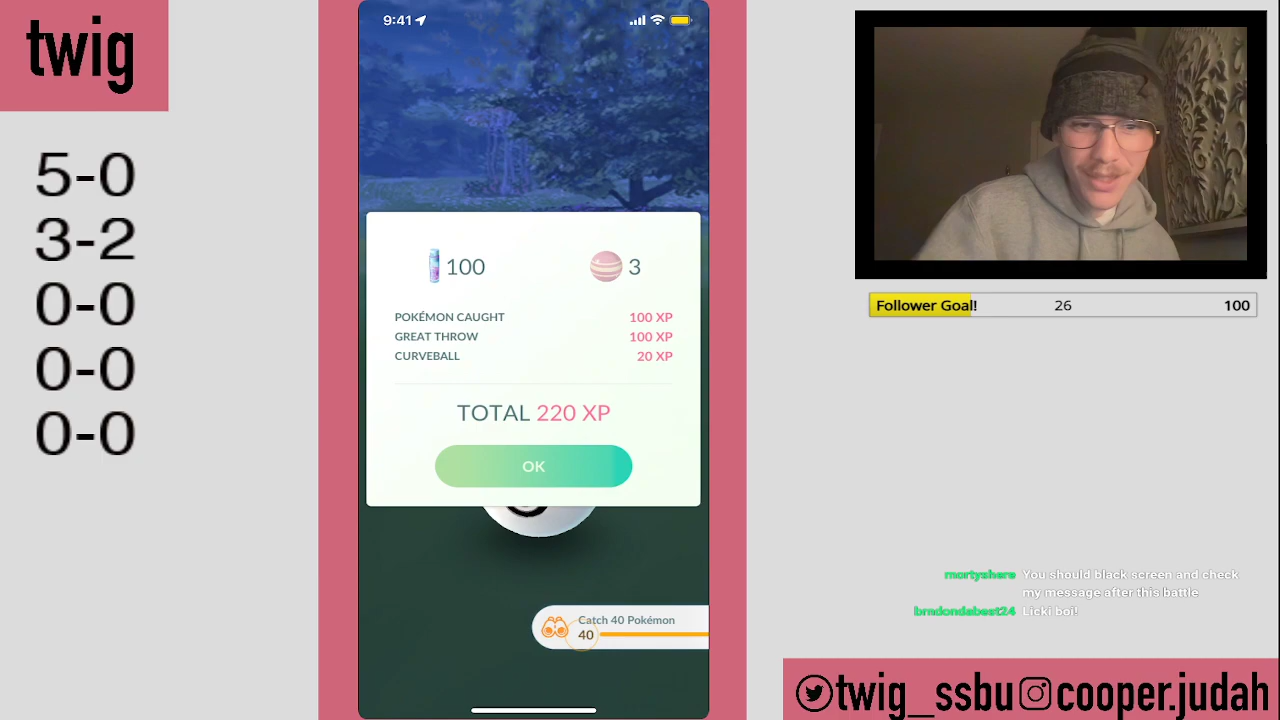 twig
5-0
3-2
0-0
0-0
0-0
9:41
100
3
POKÉMON CAUGHT 100 XP
GREAT THROW 100 XP
CURVEBALL 20 XP
TOTAL 220 XP
OK
Catch 40 Pokémon
40
Follower Goal! 26 100
mortyshere You should black screen and check
my message after this battle
brndondabest24 Licki boi!
twig_ssbu cooper.judah